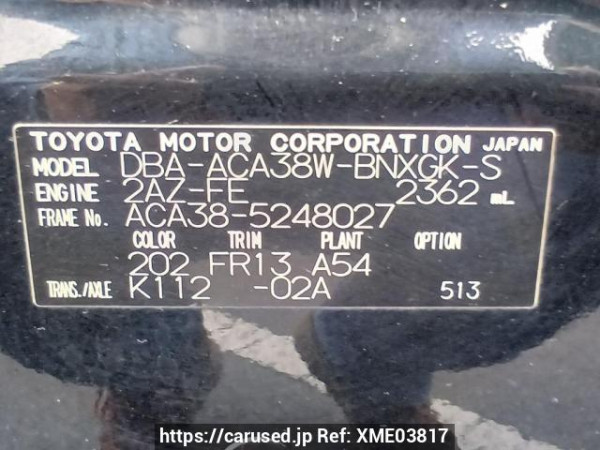 TOYOTA MOTOR CORPORATION JAPAN
MODEL DBA-ACA38W-BNXGK-S
ENGINE 2AZ-FE 2362 mL
FRAME No. ACA38-5248027
COLOR TRIM PLANT OPTION
202 FR13 A54
TRANS./AXLE K112 -02A 513
https://carused.jp Ref: XME03817